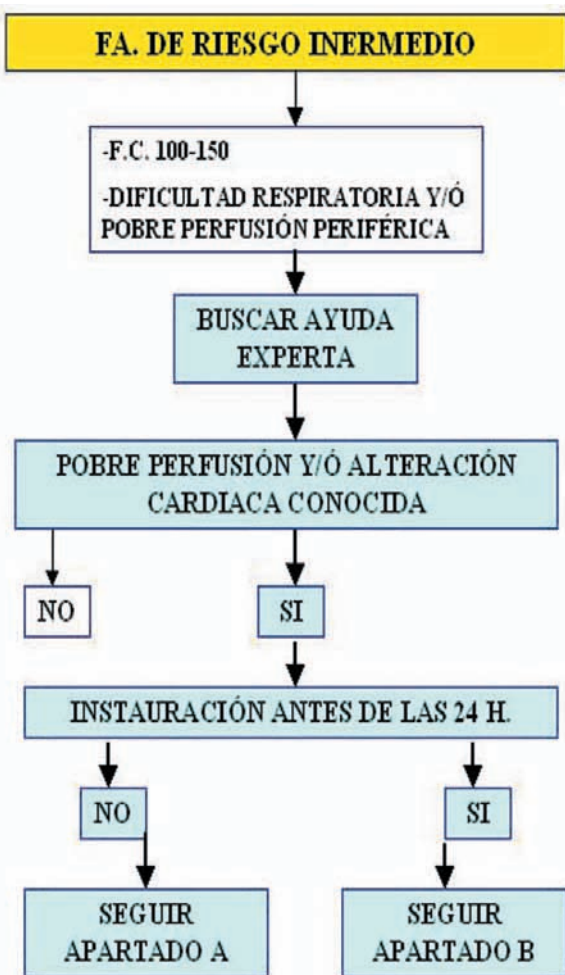 FA. DE RIESGO INERMEDIO
-F.C. 100-150
-DIFICULTAD RESPIRATORIA Y/Ó
POBRE PERFUSIÓN PERIFÉRICA
BUSCAR AYUDA
EXPERTA
POBRE PERFUSIÓN Y/Ó ALTERACIÓN
CARDIACA CONOCIDA
NO
SI
INSTAURACIÓN ANTES DE LAS 24 H.
NO
SI
SEGUIR
APARTADO A
SEGUIR
APARTADO B